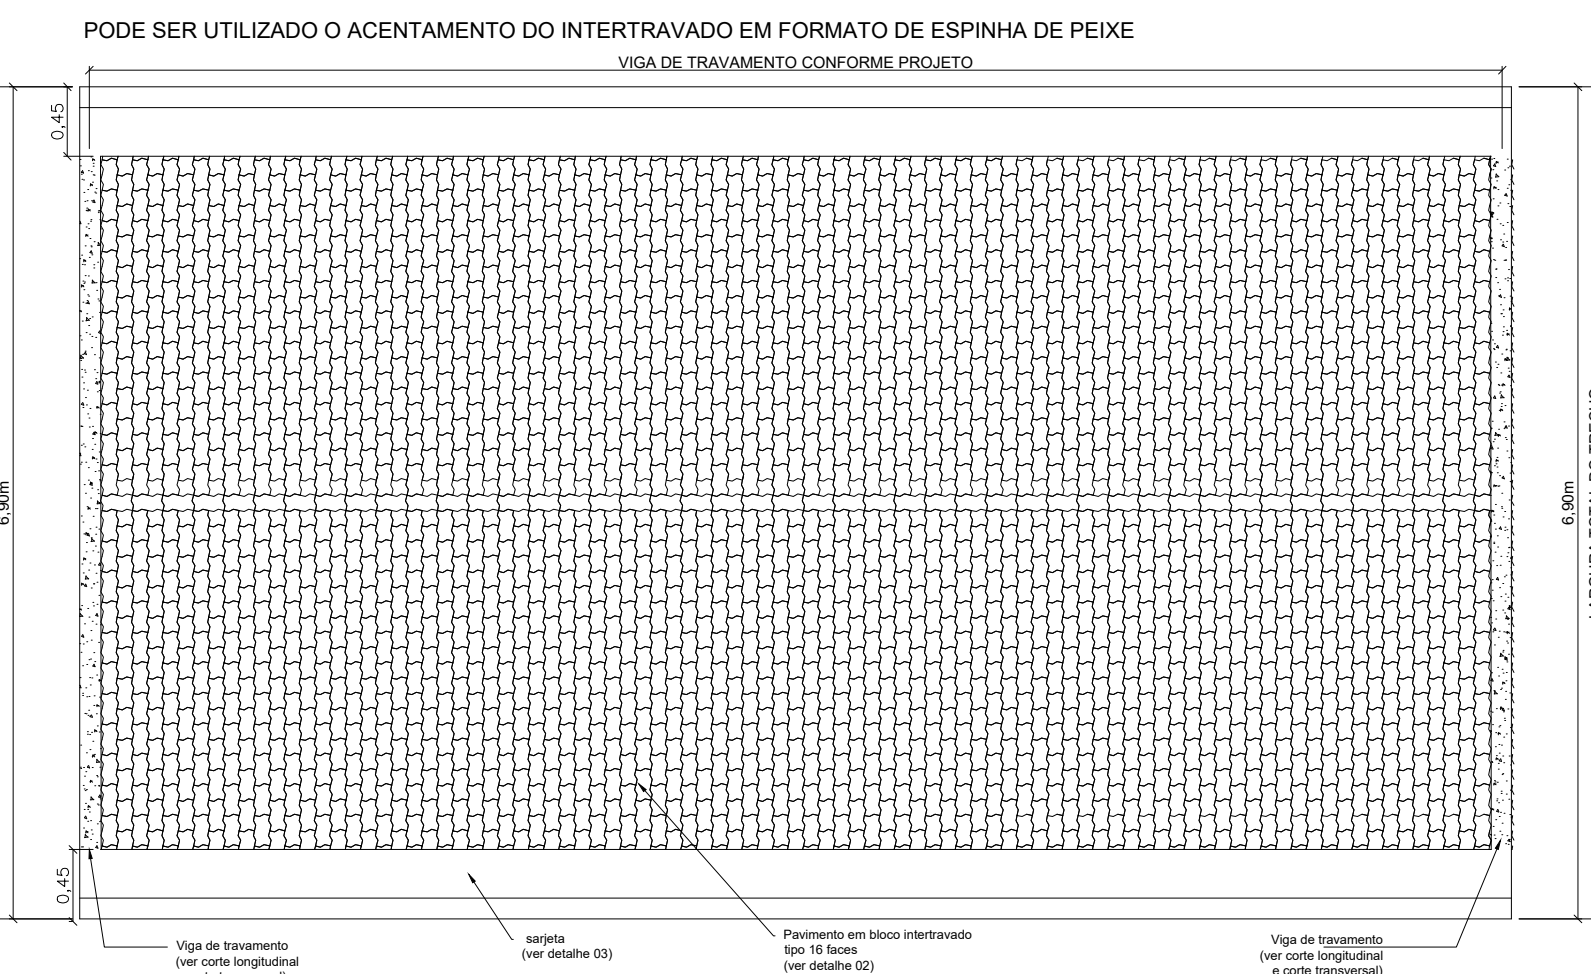 PODE SER UTILIZADO O ACENTAMENTO DO INTERTRAVADO EM FORMATO DE ESPINHA DE PEIXE
VIGA DE TRAVAMENTO CONFORME PROJETO
0,45
6,90m
6,90m
0,45
Viga de travamento
(ver corte longitudinal
sarjeta
(ver detalhe 03)
Pavimento em bloco intertravado
tipo 16 faces
(ver detalhe 02)
Viga de travamento
(ver corte longitudinal
e corte transversal)